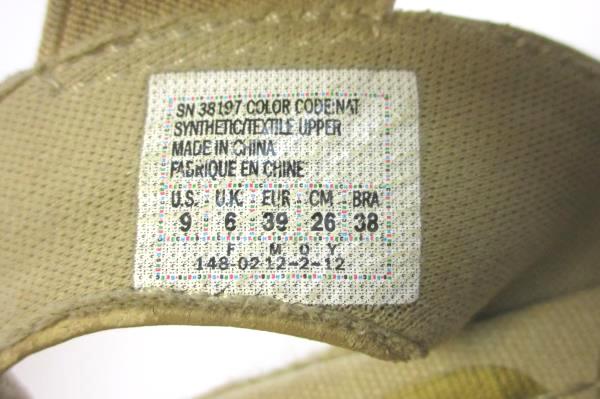 SN 38197 COLOR CODE:NAT
SYNTHETIC/TEXTILE UPPER
MADE IN CHINA
FABRIQUE EN CHINE
U.S. U.K. EUR CM BRA
9 6 39 26 38
F M O Y
148-0212-2-12